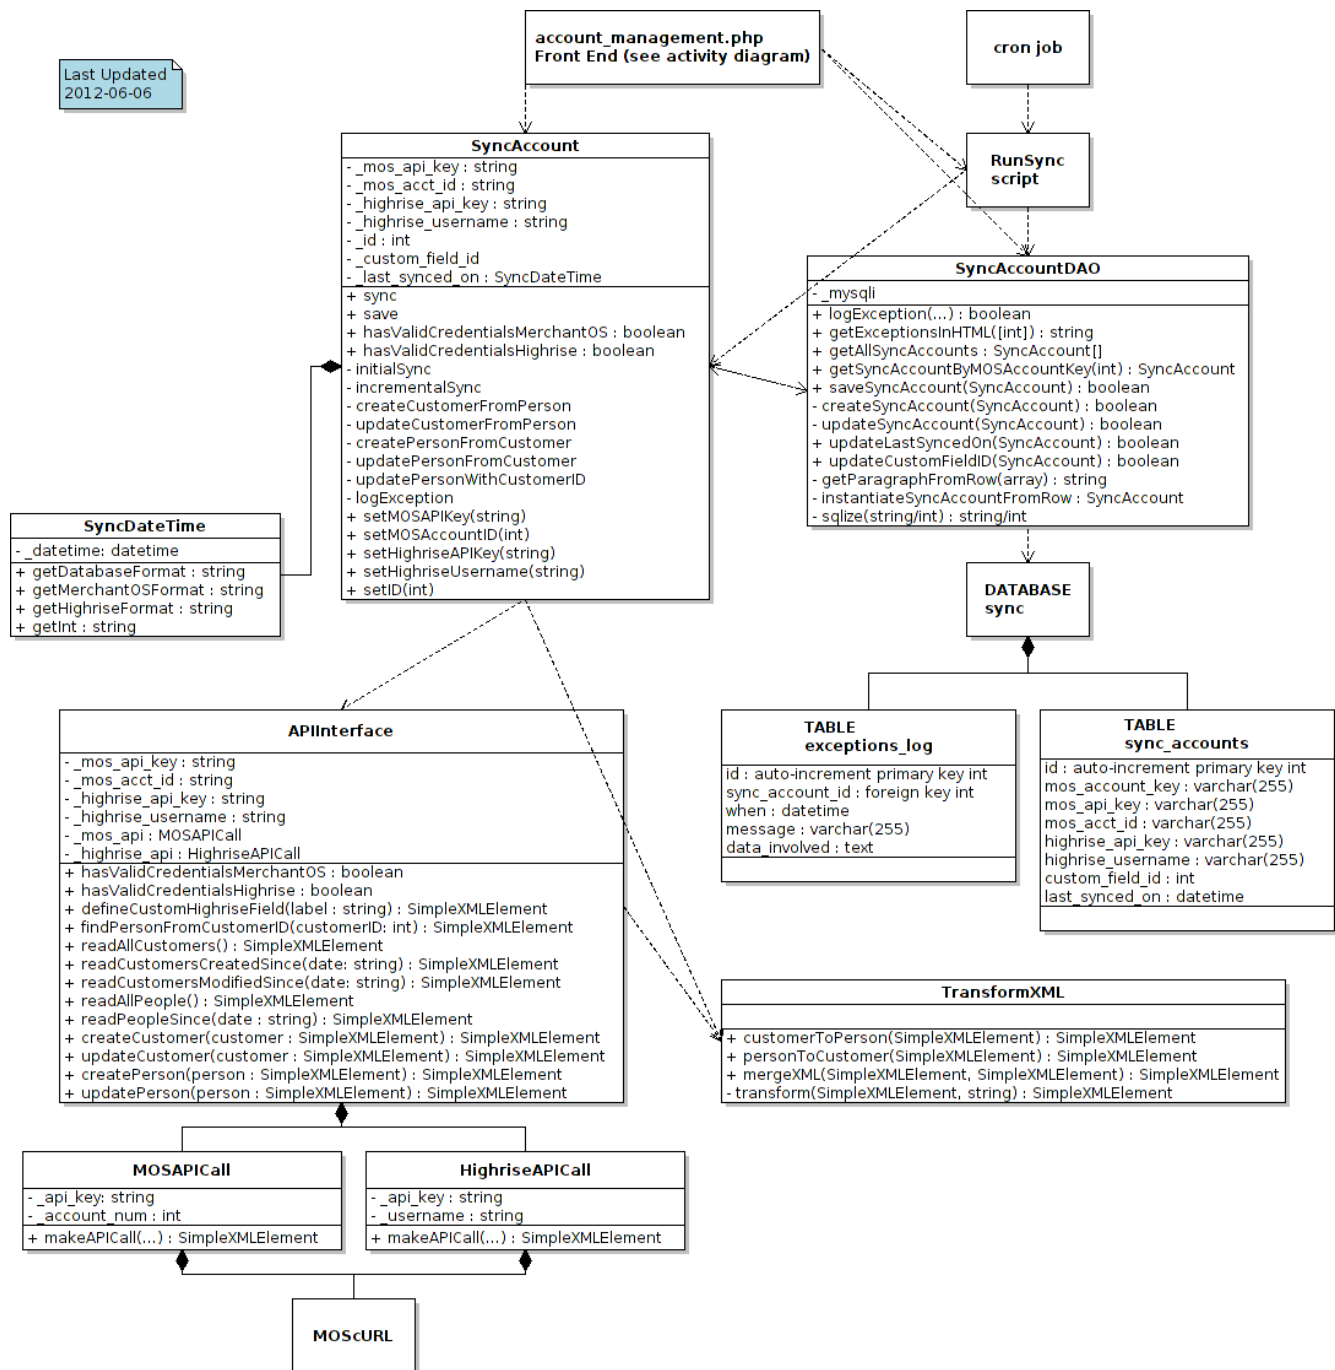 account_management.php
Front End (see activity diagram)
cron job
Last Updated
2012-06-06
SyncAccount
- _mos_api_key : string
- _mos_acct_id : string
- _highrise_api_key : string
- _highrise_username : string
- _id : int
- _custom_field_id
- _last_synced_on : SyncDateTime
+ sync
+ save
+ hasValidCredentialsMerchantOS : boolean
+ hasValidCredentialsHighrise : boolean
- initialSync
- incrementalSync
- createCustomerFromPerson
- updateCustomerFromPerson
- createPersonFromCustomer
- updatePersonFromCustomer
- updatePersonWithCustomerID
- logException
+ setMOSAPIKey(string)
+ setMOSAccountID(int)
+ setHighriseAPIKey(string)
+ setHighriseUsername(string)
+ setID(int)
RunSync
script
SyncAccountDAO
- _mysqli
+ logException(...) : boolean
+ getExceptionsInHTML([int]) : string
+ getAllSyncAccounts : SyncAccount[]
+ getSyncAccountByMOSAccountKey(int) : SyncAccount
+ saveSyncAccount(SyncAccount) : boolean
- createSyncAccount(SyncAccount) : boolean
- updateSyncAccount(SyncAccount) : boolean
+ updateLastSyncedOn(SyncAccount) : boolean
+ updateCustomFieldID(SyncAccount) : boolean
- getParagraphFromRow(array) : string
- instantiateSyncAccountFromRow : SyncAccount
- sqlize(string/int) : string/int
SyncDateTime
- _datetime: datetime
+ getDatabaseFormat : string
+ getMerchantOSFormat : string
+ getHighriseFormat : string
+ getInt : string
DATABASE
sync
APIInterface
- _mos_api_key : string
- _mos_acct_id : string
- _highrise_api_key : string
- _highrise_username : string
- _mos_api : MOSAPICall
- _highrise_api : HighriseAPICall
+ hasValidCredentialsMerchantOS : boolean
+ hasValidCredentialsHighrise : boolean
+ defineCustomHighriseField(label : string) : SimpleXMLElement
+ findPersonFromCustomerID(customerID: int) : SimpleXMLElement
+ readAllCustomers() : SimpleXMLElement
+ readCustomersCreatedSince(date: string) : SimpleXMLElement
+ readCustomersModifiedSince(date: string) : SimpleXMLElement
+ readAllPeople() : SimpleXMLElement
+ readPeopleSince(date : string) : SimpleXMLElement
+ createCustomer(customer : SimpleXMLElement) : SimpleXMLElement
+ updateCustomer(customer : SimpleXMLElement) : SimpleXMLElement
+ createPerson(person : SimpleXMLElement) : SimpleXMLElement
+ updatePerson(person : SimpleXMLElement) : SimpleXMLElement
TABLE
exceptions_log
id : auto-increment primary key int
sync_account_id : foreign key int
when : datetime
message : varchar(255)
data_involved : text
TABLE
sync_accounts
id : auto-increment primary key int
mos_account_key : varchar(255)
mos_api_key : varchar(255)
mos_acct_id : varchar(255)
highrise_api_key : varchar(255)
highrise_username : varchar(255)
custom_field_id : int
last_synced_on : datetime
TransformXML
+ customerToPerson(SimpleXMLElement) : SimpleXMLElement
+ personToCustomer(SimpleXMLElement) : SimpleXMLElement
+ mergeXML(SimpleXMLElement, SimpleXMLElement) : SimpleXMLElement
- transform(SimpleXMLElement, string) : SimpleXMLElement
MOSAPICall
- _api_key: string
- _account_num : int
+ makeAPICall(...) : SimpleXMLElement
HighriseAPICall
- _api_key : string
- _username : string
+ makeAPICall(...) : SimpleXMLElement
MOScURL